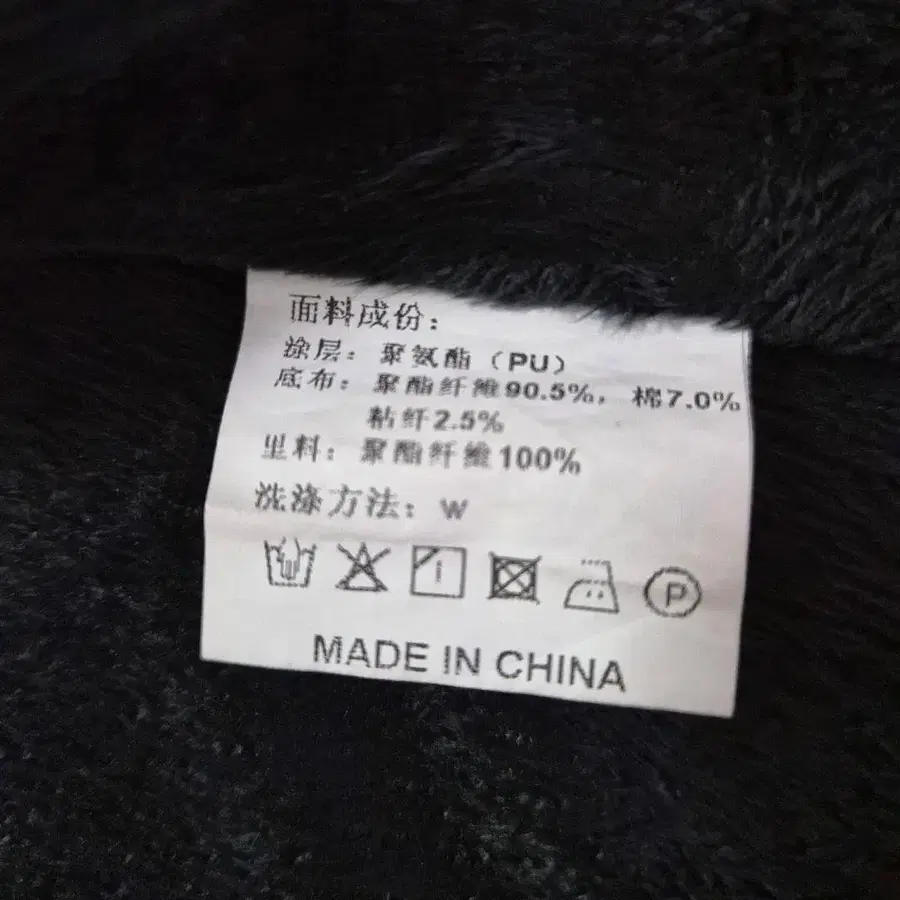 面料成份：
涂层：聚氨酯（PU）
底布：聚酯纤维90.5%，棉7.0%
粘纤2.5%
里料：聚酯纤维100%
洗涤方法：W
P
MADE IN CHINA